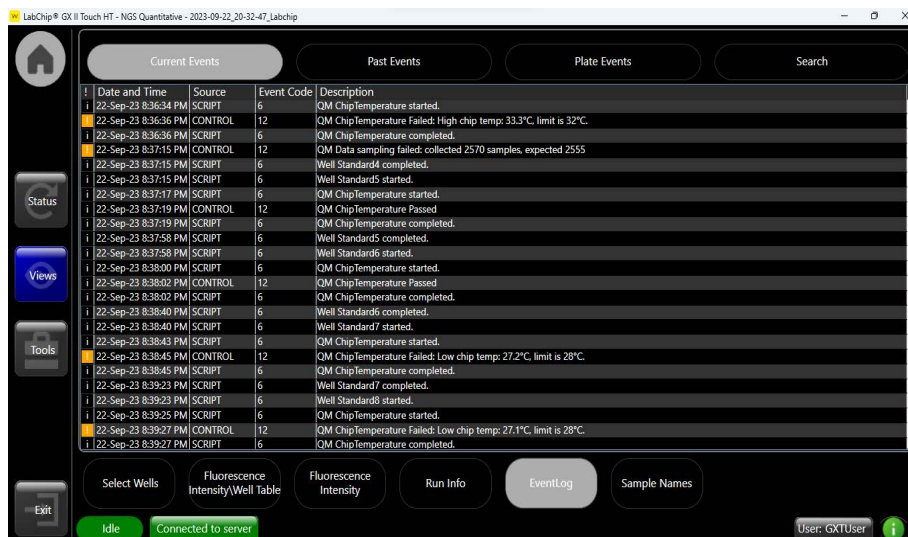 LabChip® GX II Touch HT - NGS Quantitative - 2023-09-22_20-32-47_Labchip
Current Events Past Events Plate Events Search
! Date and Time Source Event Code Description
i 22-Sep-23 8:36:34 PM SCRIPT 6 QM ChipTemperature started.
! 22-Sep-23 8:36:36 PM CONTROL 12 QM ChipTemperature Failed: High chip temp: 33.3°C, limit is 32°C.
i 22-Sep-23 8:36:36 PM SCRIPT 6 QM ChipTemperature completed.
! 22-Sep-23 8:37:15 PM CONTROL 12 QM Data sampling failed: collected 2570 samples, expected 2555
i 22-Sep-23 8:37:15 PM SCRIPT 6 Well Standard4 completed.
i 22-Sep-23 8:37:15 PM SCRIPT 6 Well Standard5 started.
i 22-Sep-23 8:37:17 PM SCRIPT 6 QM ChipTemperature started.
i 22-Sep-23 8:37:19 PM CONTROL 12 QM ChipTemperature Passed
i 22-Sep-23 8:37:19 PM SCRIPT 6 QM ChipTemperature completed.
i 22-Sep-23 8:37:58 PM SCRIPT 6 Well Standard5 completed.
i 22-Sep-23 8:37:58 PM SCRIPT 6 Well Standard6 started.
i 22-Sep-23 8:38:00 PM SCRIPT 6 QM ChipTemperature started.
i 22-Sep-23 8:38:02 PM CONTROL 12 QM ChipTemperature Passed
i 22-Sep-23 8:38:02 PM SCRIPT 6 QM ChipTemperature completed.
i 22-Sep-23 8:38:40 PM SCRIPT 6 Well Standard6 completed.
i 22-Sep-23 8:38:40 PM SCRIPT 6 Well Standard7 started.
i 22-Sep-23 8:38:43 PM SCRIPT 6 QM ChipTemperature started.
! 22-Sep-23 8:38:45 PM CONTROL 12 QM ChipTemperature Failed: Low chip temp: 27.2°C, limit is 28°C.
i 22-Sep-23 8:38:45 PM SCRIPT 6 QM ChipTemperature completed.
i 22-Sep-23 8:39:23 PM SCRIPT 6 Well Standard7 completed.
i 22-Sep-23 8:39:23 PM SCRIPT 6 Well Standard8 started.
i 22-Sep-23 8:39:25 PM SCRIPT 6 QM ChipTemperature started.
! 22-Sep-23 8:39:27 PM CONTROL 12 QM ChipTemperature Failed: Low chip temp: 27.1°C, limit is 28°C.
i 22-Sep-23 8:39:27 PM SCRIPT 6 QM ChipTemperature completed.
Status
Views
Tools
Exit
Select Wells
Fluorescence
Intensity\Well Table
Fluorescence
Intensity
Run Info
EventLog
Sample Names
Idle Connected to server User: GXTUser i